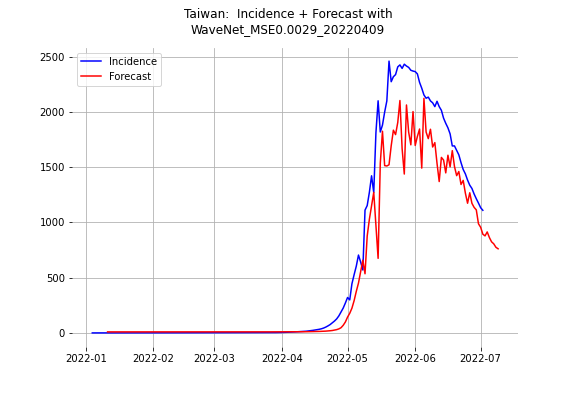 Taiwan:  Incidence + Forecast with
WaveNet_MSE0.0029_20220409
Incidence
Forecast
2500
2000
1500
1000
500
0
2022-01 2022-02 2022-03 2022-04 2022-05 2022-06 2022-07